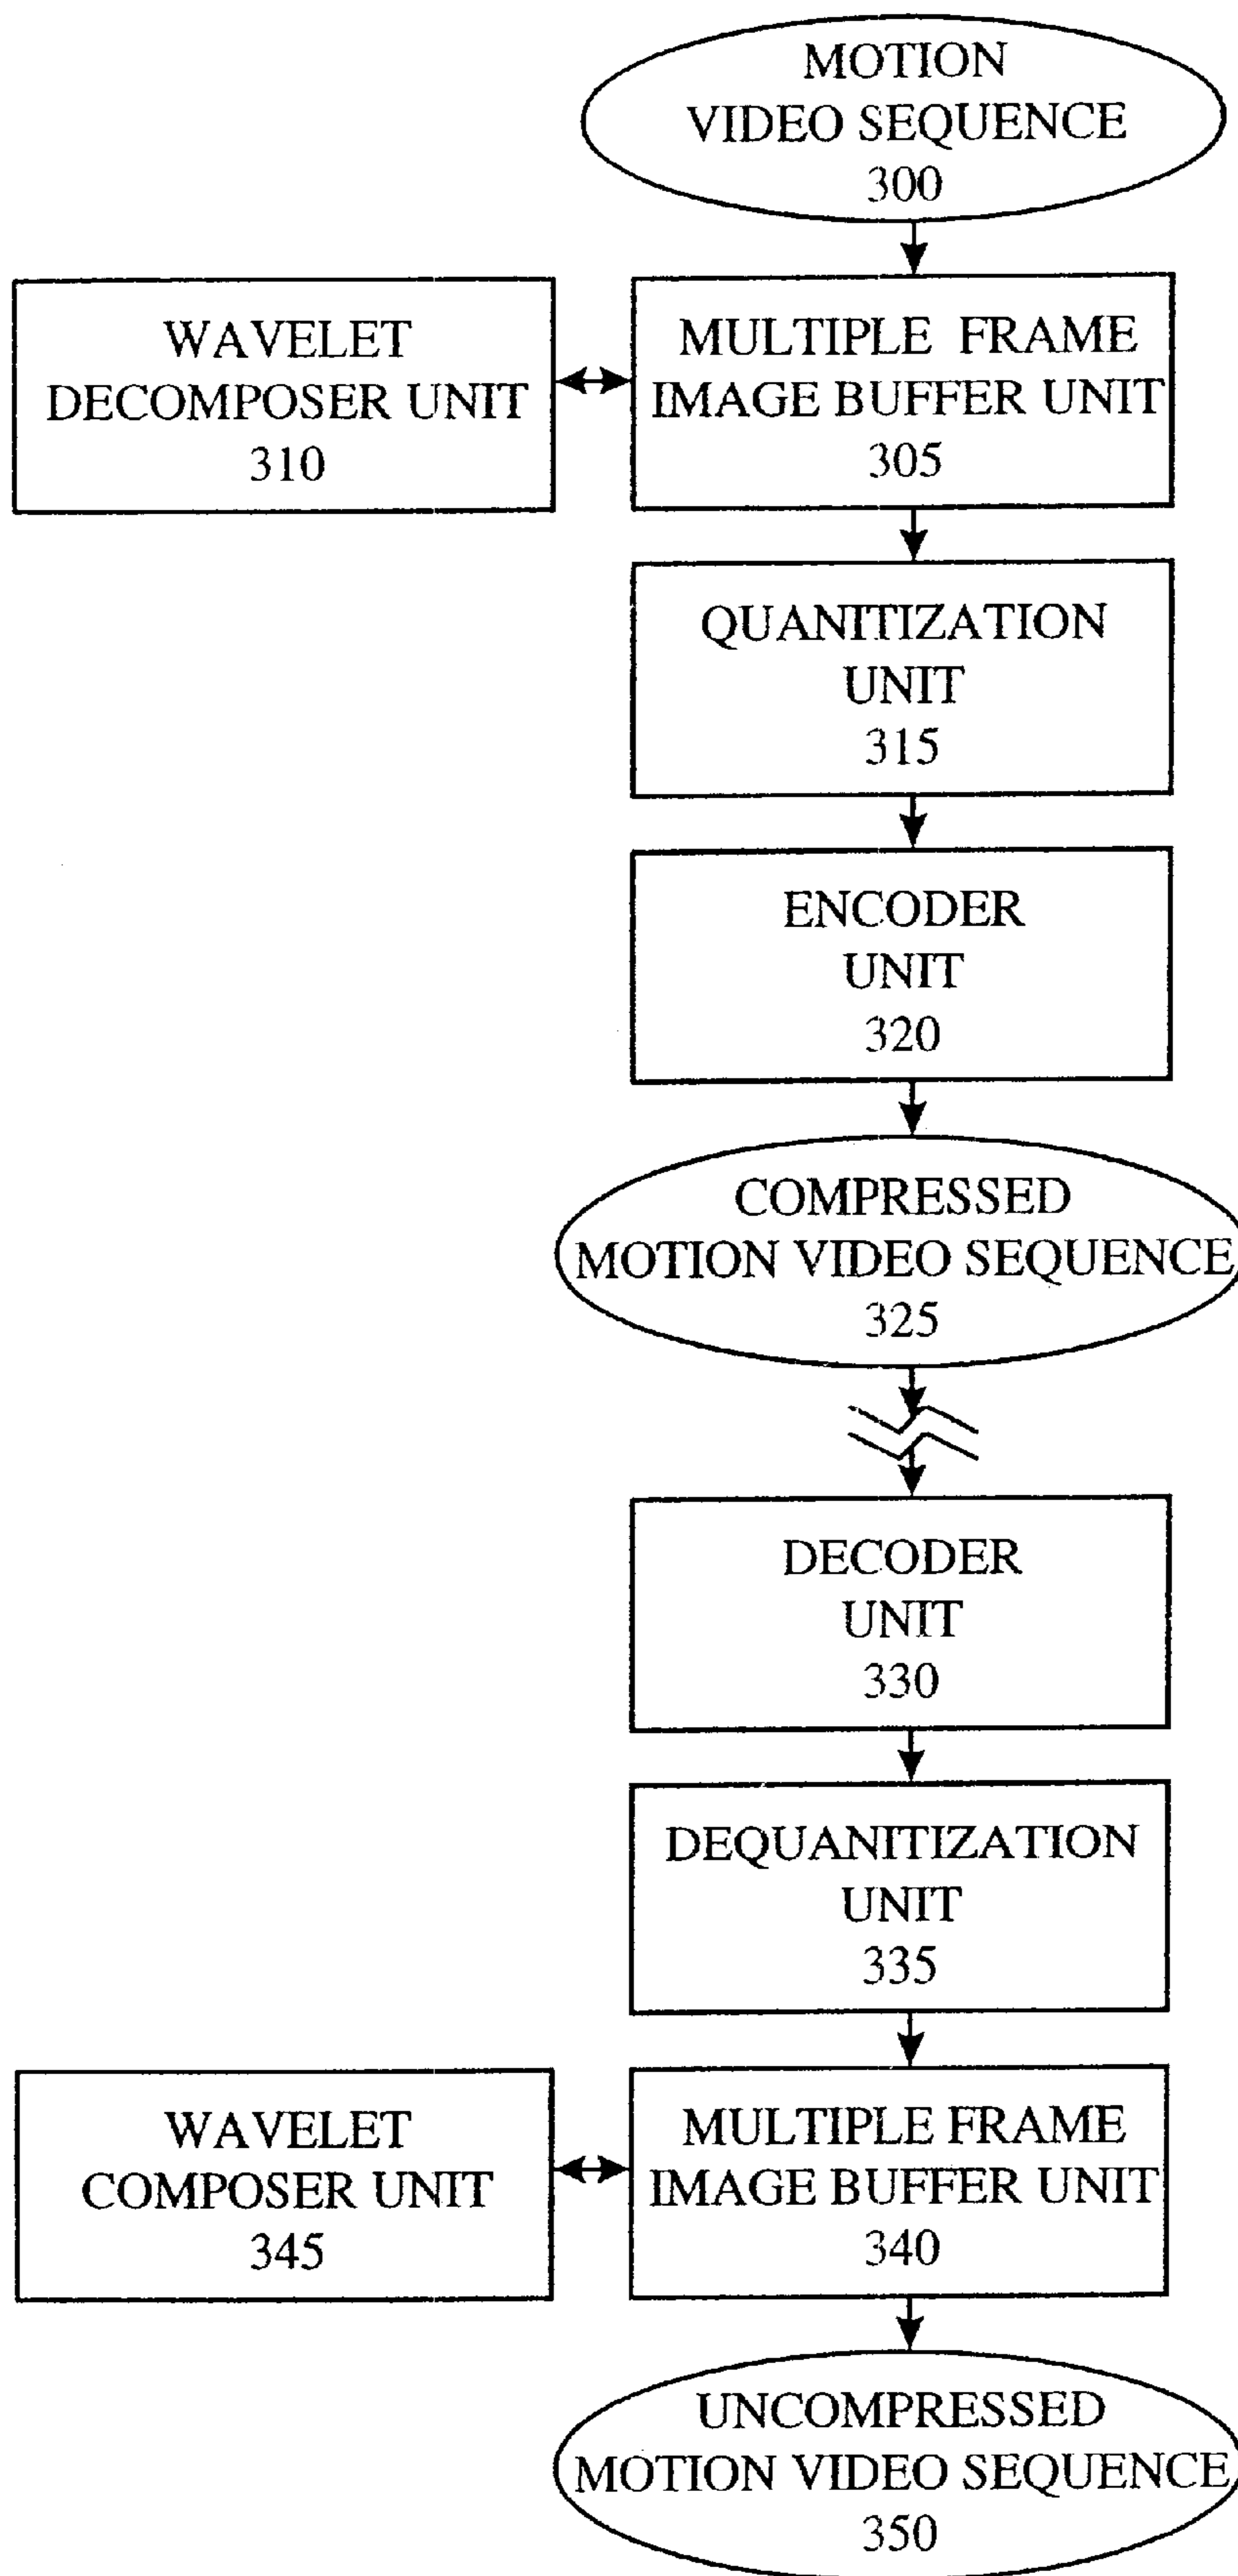 MOTION
VIDEO SEQUENCE
300
WAVELET
DECOMPOSER UNIT
310
MULTIPLE FRAME
IMAGE BUFFER UNIT
305
QUANITIZATION
UNIT
315
ENCODER
UNIT
320
COMPRESSED
MOTION VIDEO SEQUENCE
325
DECODER
UNIT
330
DEQUANITIZATION
UNIT
335
WAVELET
COMPOSER UNIT
345
MULTIPLE FRAME
IMAGE BUFFER UNIT
340
UNCOMPRESSED
MOTION VIDEO SEQUENCE
350